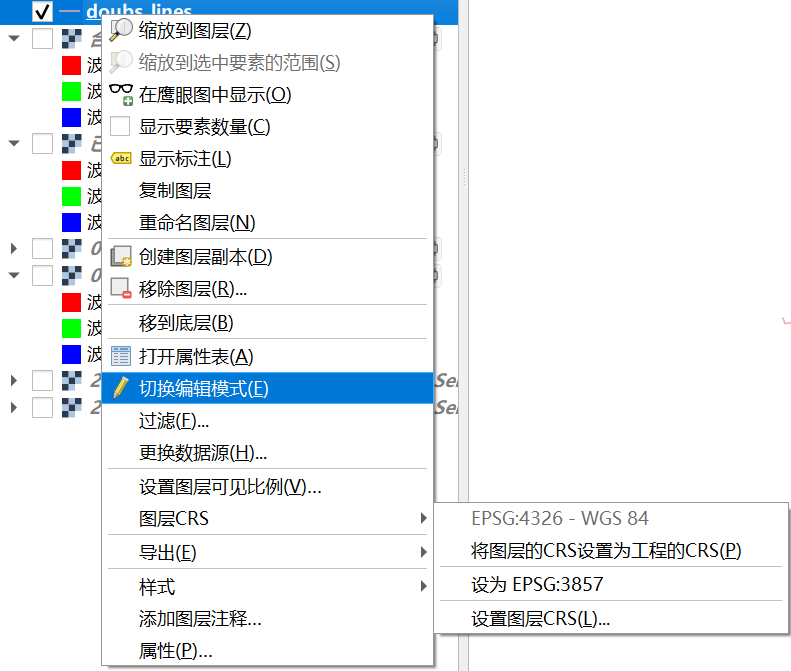 doubs_lines
缩放到图层(Z)
缩放到选中要素的范围(S)
在鹰眼图中显示(O)
显示要素数量(C)
abc 显示标注(L)
复制图层
重命名图层(N)
创建图层副本(D)
移除图层(R)...
移到底层(B)
打开属性表(A)
切换编辑模式(E)
过滤(F)...
更换数据源(H)...
设置图层可见比例(V)...
图层CRS
导出(E)
样式
添加图层注释...
属性(P)...
EPSG:4326 - WGS 84
将图层的CRS设置为工程的CRS(P)
设为 EPSG:3857
设置图层CRS(L)...
波
波
波
波
波
波
0
0
波
波
波
2
Se
2
Se